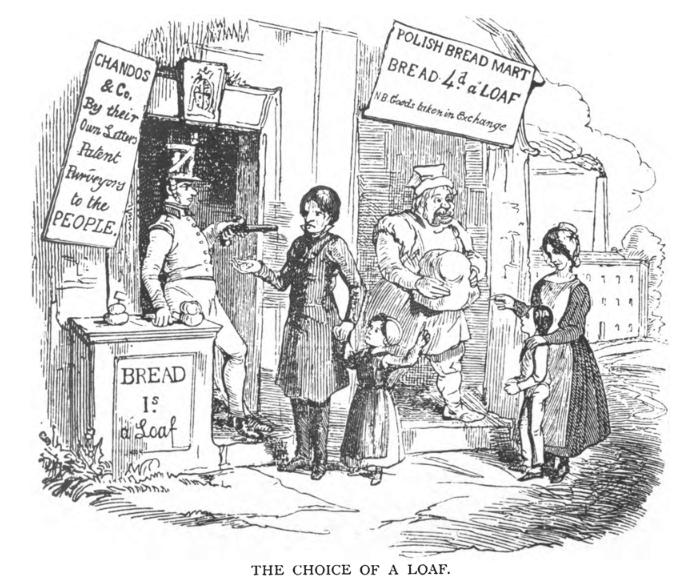 CHANDOS
& Co.
By their
Own Letters
Patent
Purveyors
to the
PEOPLE.
POLISH BREAD MART
BREAD 4d a LOAF
NB Goods taken in Exchange
BREAD
1s
a Loaf
THE CHOICE OF A LOAF.